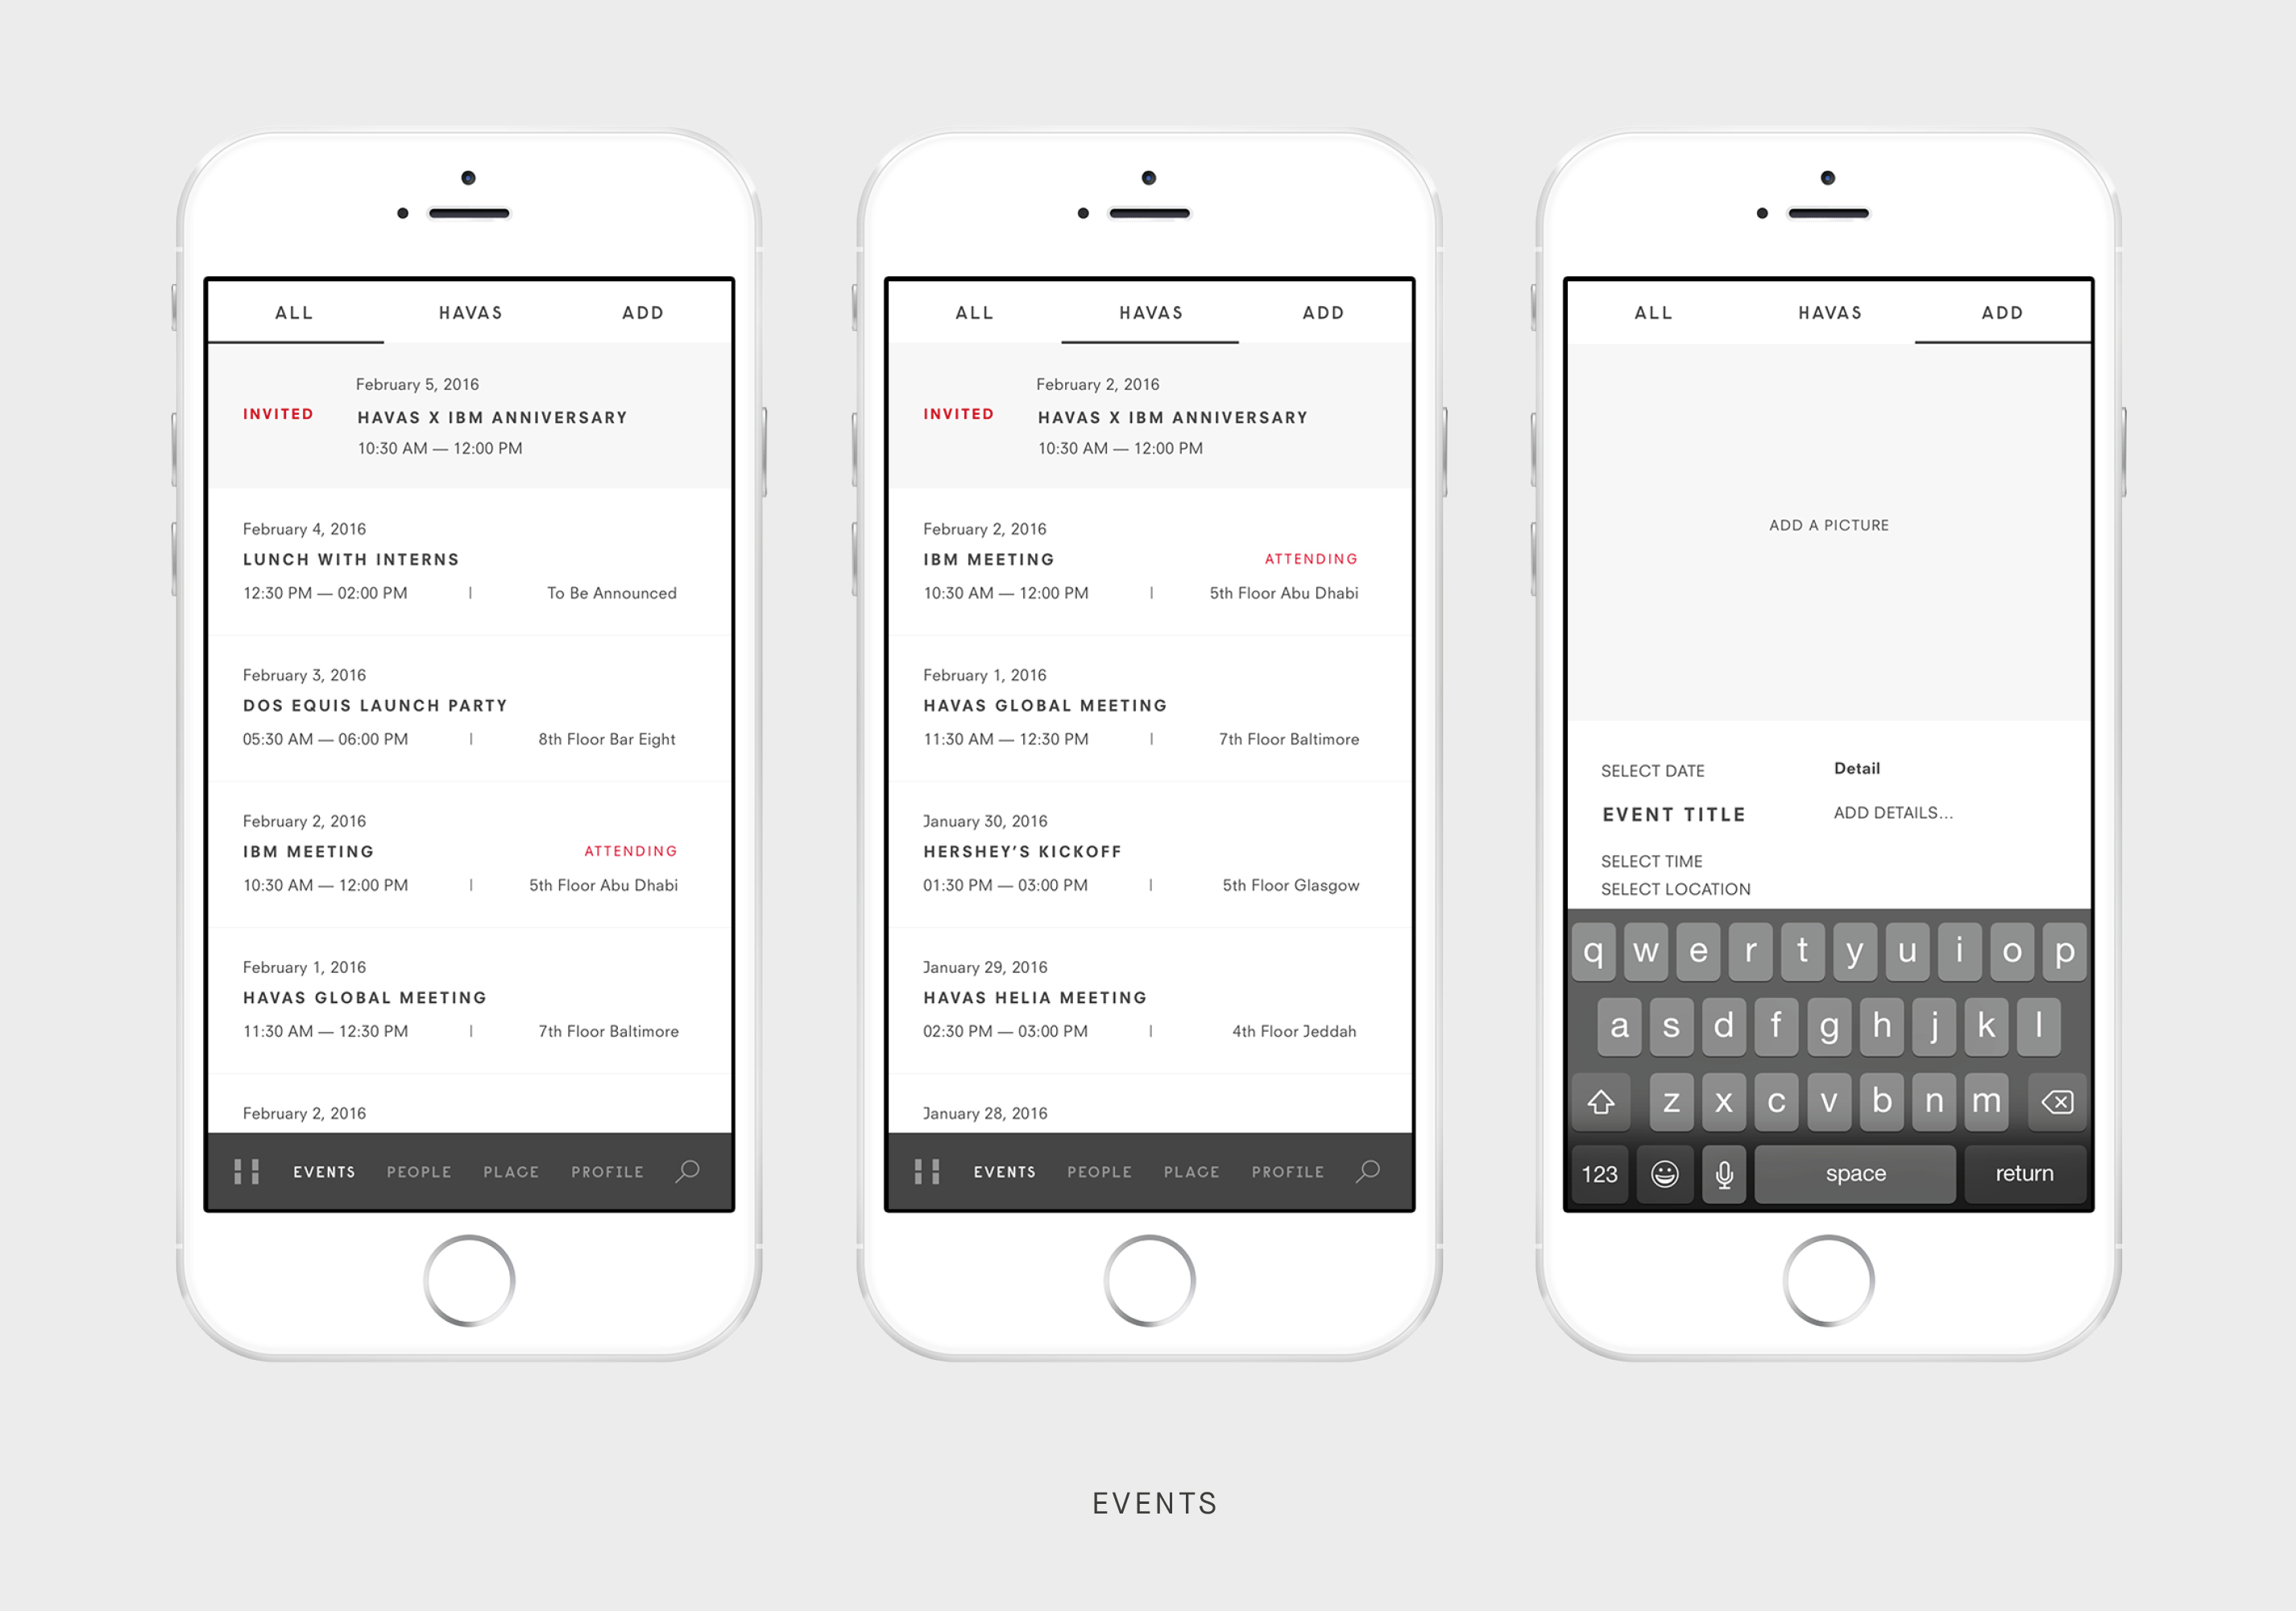 ALL HAVAS ADD
February 5, 2016
INVITED
HAVAS X IBM ANNIVERSARY
10:30 AM — 12:00 PM
February 4, 2016
LUNCH WITH INTERNS
12:30 PM — 02:00 PM | To Be Announced
February 3, 2016
DOS EQUIS LAUNCH PARTY
05:30 AM — 06:00 PM | 8th Floor Bar Eight
February 2, 2016
IBM MEETING ATTENDING
10:30 AM — 12:00 PM | 5th Floor Abu Dhabi
February 1, 2016
HAVAS GLOBAL MEETING
11:30 AM — 12:30 PM | 7th Floor Baltimore
February 2, 2016
EVENTS PEOPLE PLACE PROFILE
ALL HAVAS ADD
February 2, 2016
INVITED
HAVAS X IBM ANNIVERSARY
10:30 AM — 12:00 PM
February 2, 2016
IBM MEETING ATTENDING
10:30 AM — 12:00 PM | 5th Floor Abu Dhabi
February 1, 2016
HAVAS GLOBAL MEETING
11:30 AM — 12:30 PM | 7th Floor Baltimore
January 30, 2016
HERSHEY’S KICKOFF
01:30 PM — 03:00 PM | 5th Floor Glasgow
January 29, 2016
HAVAS HELIA MEETING
02:30 PM — 03:00 PM | 4th Floor Jeddah
January 28, 2016
EVENTS PEOPLE PLACE PROFILE
ALL HAVAS ADD
ADD A PICTURE
SELECT DATE
EVENT TITLE
SELECT TIME
SELECT LOCATION
Detail
ADD DETAILS...
q w e r t y u i o p
a s d f g h j k l
z x c v b n m
123 space return
EVENTS